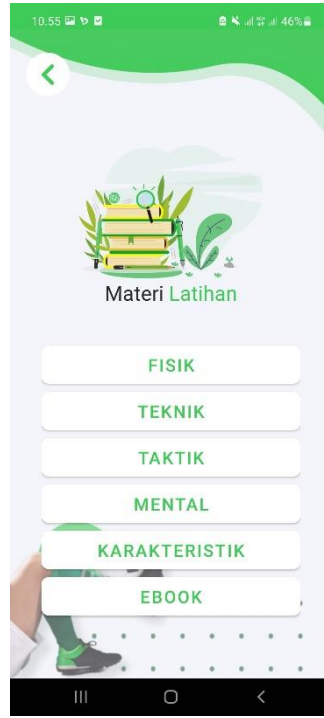 10.55
46%
Materi Latihan
FISIK
TEKNIK
TAKTIK
MENTAL
KARAKTERISTIK
EBOOK